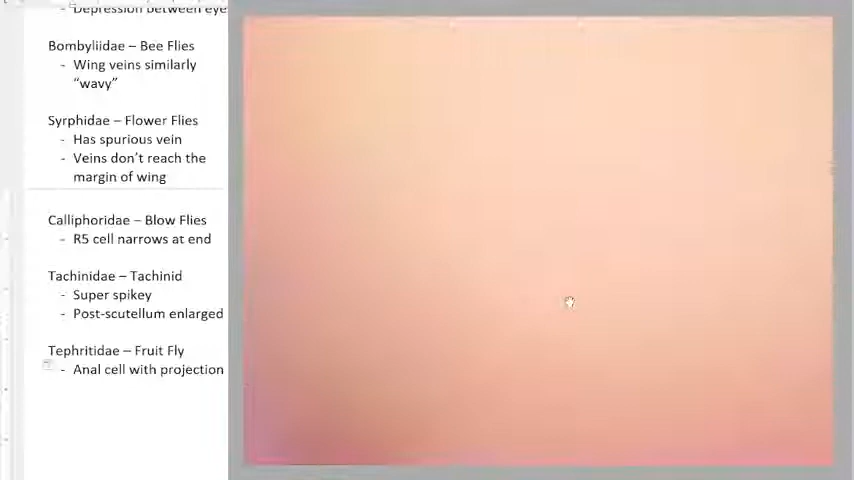 - Depression between eye
Bombyliidae – Bee Flies
- Wing veins similarly
"wavy"
Syrphidae – Flower Flies
- Has spurious vein
- Veins don't reach the
margin of wing
Calliphoridae – Blow Flies
- R5 cell narrows at end
Tachinidae – Tachinid
- Super spikey
- Post-scutellum enlarged
Tephritidae – Fruit Fly
- Anal cell with projection